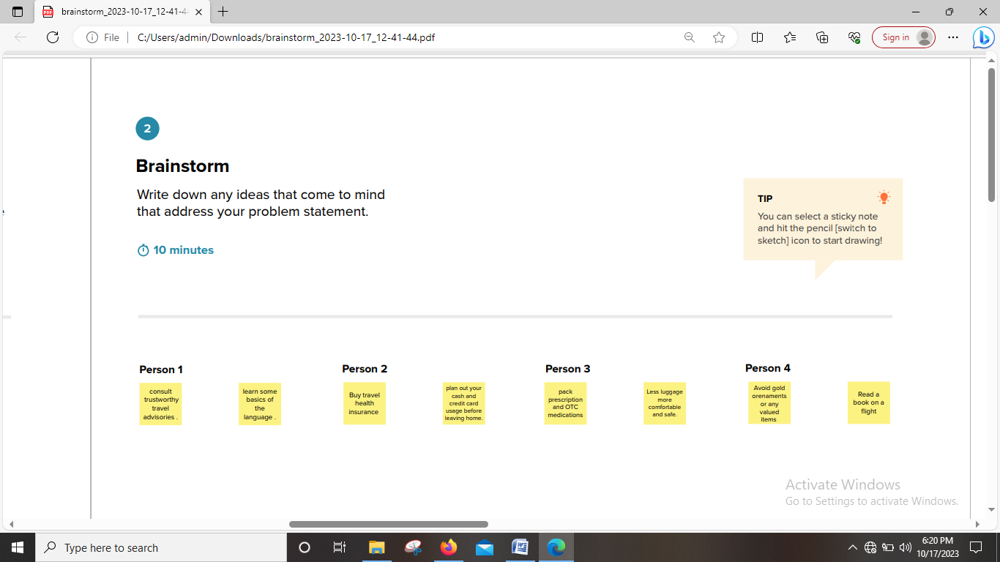 brainstorm_2023-10-17_12-41-4
File
C:/Users/admin/Downloads/brainstorm_2023-10-17_12-41-44.pdf
Sign in
2
Brainstorm
Write down any ideas that come to mind
that address your problem statement.
10 minutes
TIP
You can select a sticky note
and hit the pencil [switch to
sketch] icon to start drawing!
Person 1
consult
trustworthy
travel
advisories .
learn some
basics of
the
language .
Person 2
Buy travel
health
insurance
plan out your
cash and
credit card
usage before
leaving home.
Person 3
pack
prescription
and OTC
medications
Less luggage
more
comfortable
and safe.
Person 4
Avoid gold
orenaments
or any
valued
items
Read a
book on a
flight
Activate Windows
Go to Settings to activate Windows.
Type here to search
6:20 PM
10/17/2023